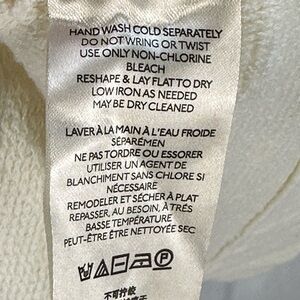 HAND WASH COLD SEPARATELY
DO NOT WRING OR TWIST
USE ONLY NON-CHLORINE
BLEACH
RESHAPE & LAY FLAT TO DRY
LOW IRON AS NEEDED
MAY BE DRY CLEANED
LAVER À LA MAIN À L'EAU FROIDE
SÉPARÉMEN
NE PAS TORDRE OU ESSORER
UTILISER UN AGENT DE
BLANCHIMENT SANS CHLORE SI
NÉCESSAIRE
REMODELER ET SÉCHER À PLAT
REPASSER, AU BESOIN, À TRÈS
BASSE TEMPÉRATURE
PEUT-ÊTRE ÊTRE NETTOYÉE SEC
P
不可拧绞